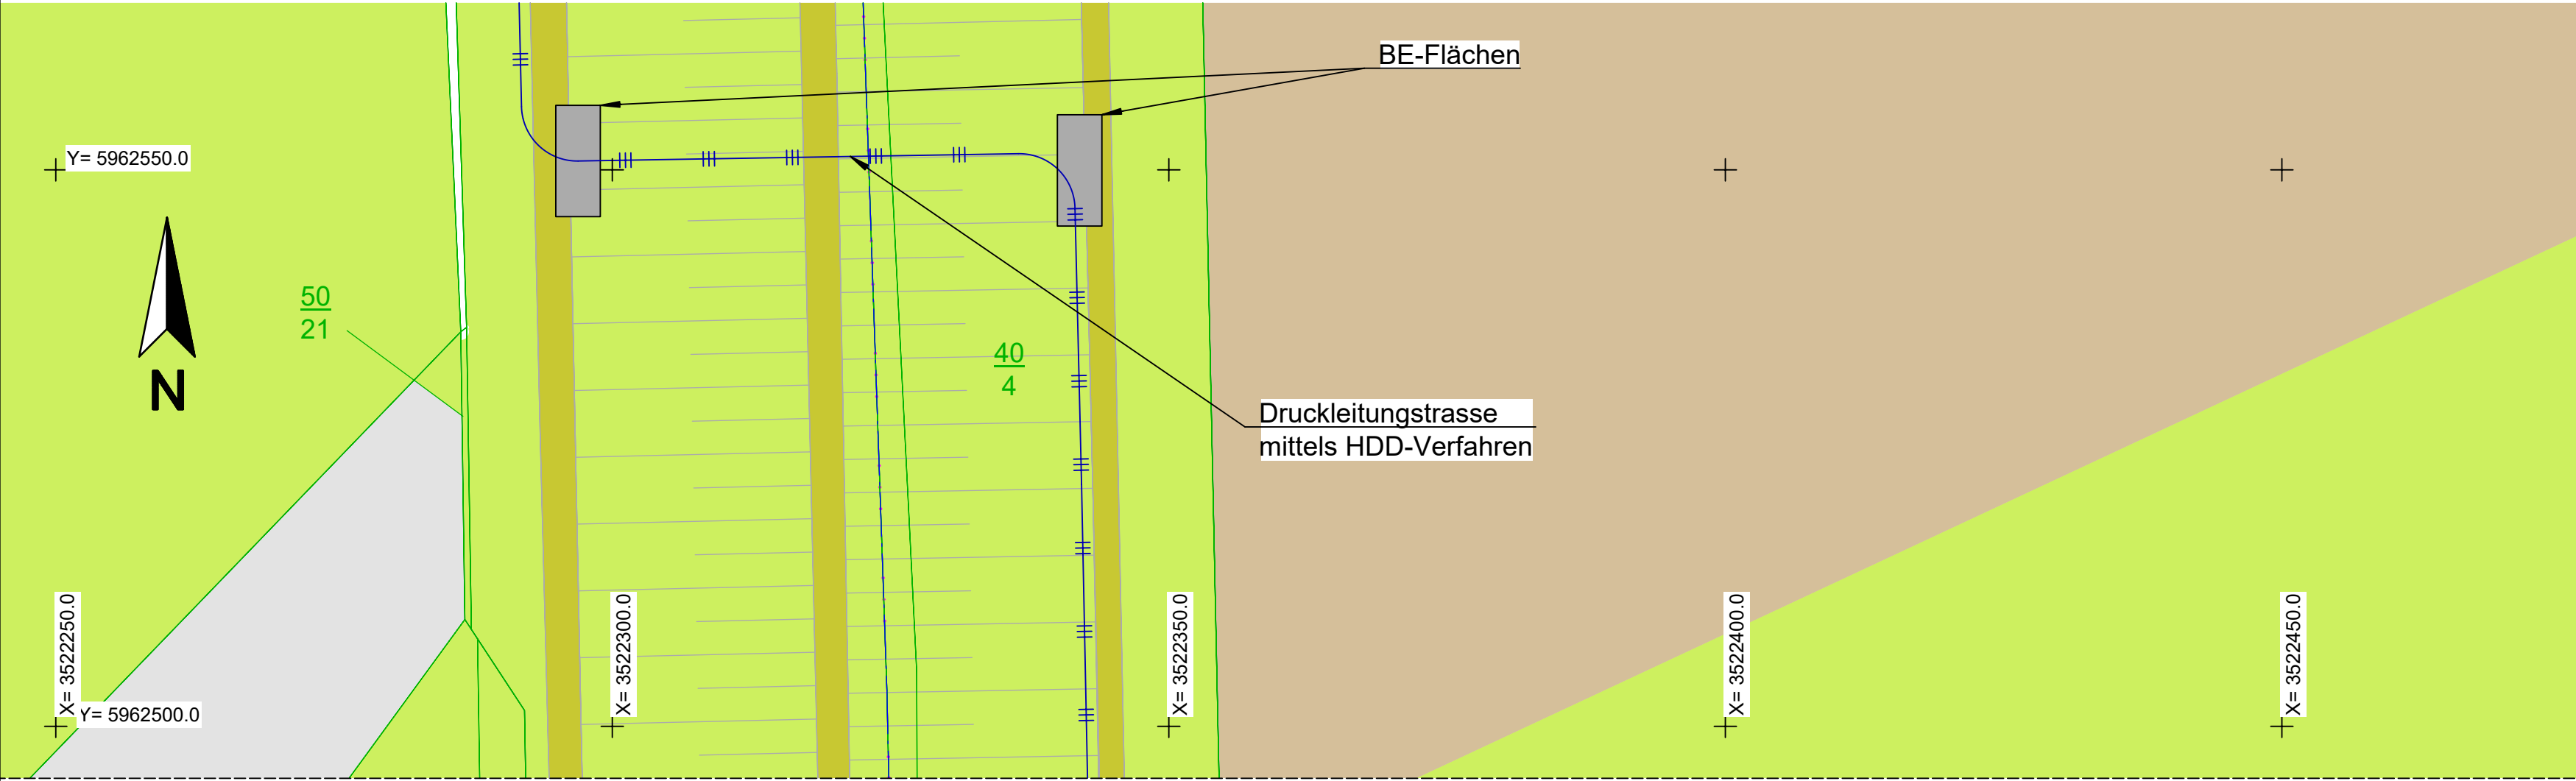 BE-Flächen
Y= 5962550.0
50
21
N
40
4
Druckleitungstrasse
mittels HDD-Verfahren
X= 3522250.0
X= 3522300.0
X= 3522350.0
X= 3522400.0
X= 3522450.0
Y= 5962500.0